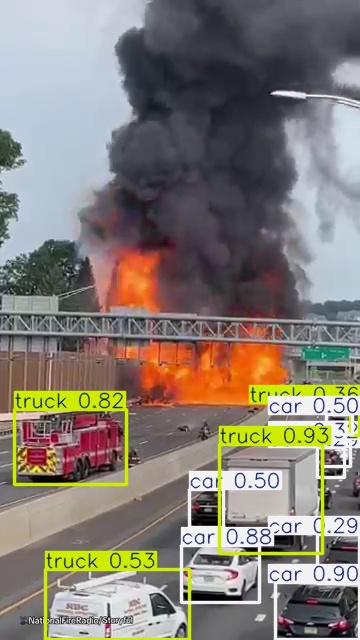 truck 0.36
truck 0.82
car 0.50
truck 0.93
car 0.50
car 0.88
car 0.29
truck 0.53
car 0.90
NationalFireRadio/Storyful